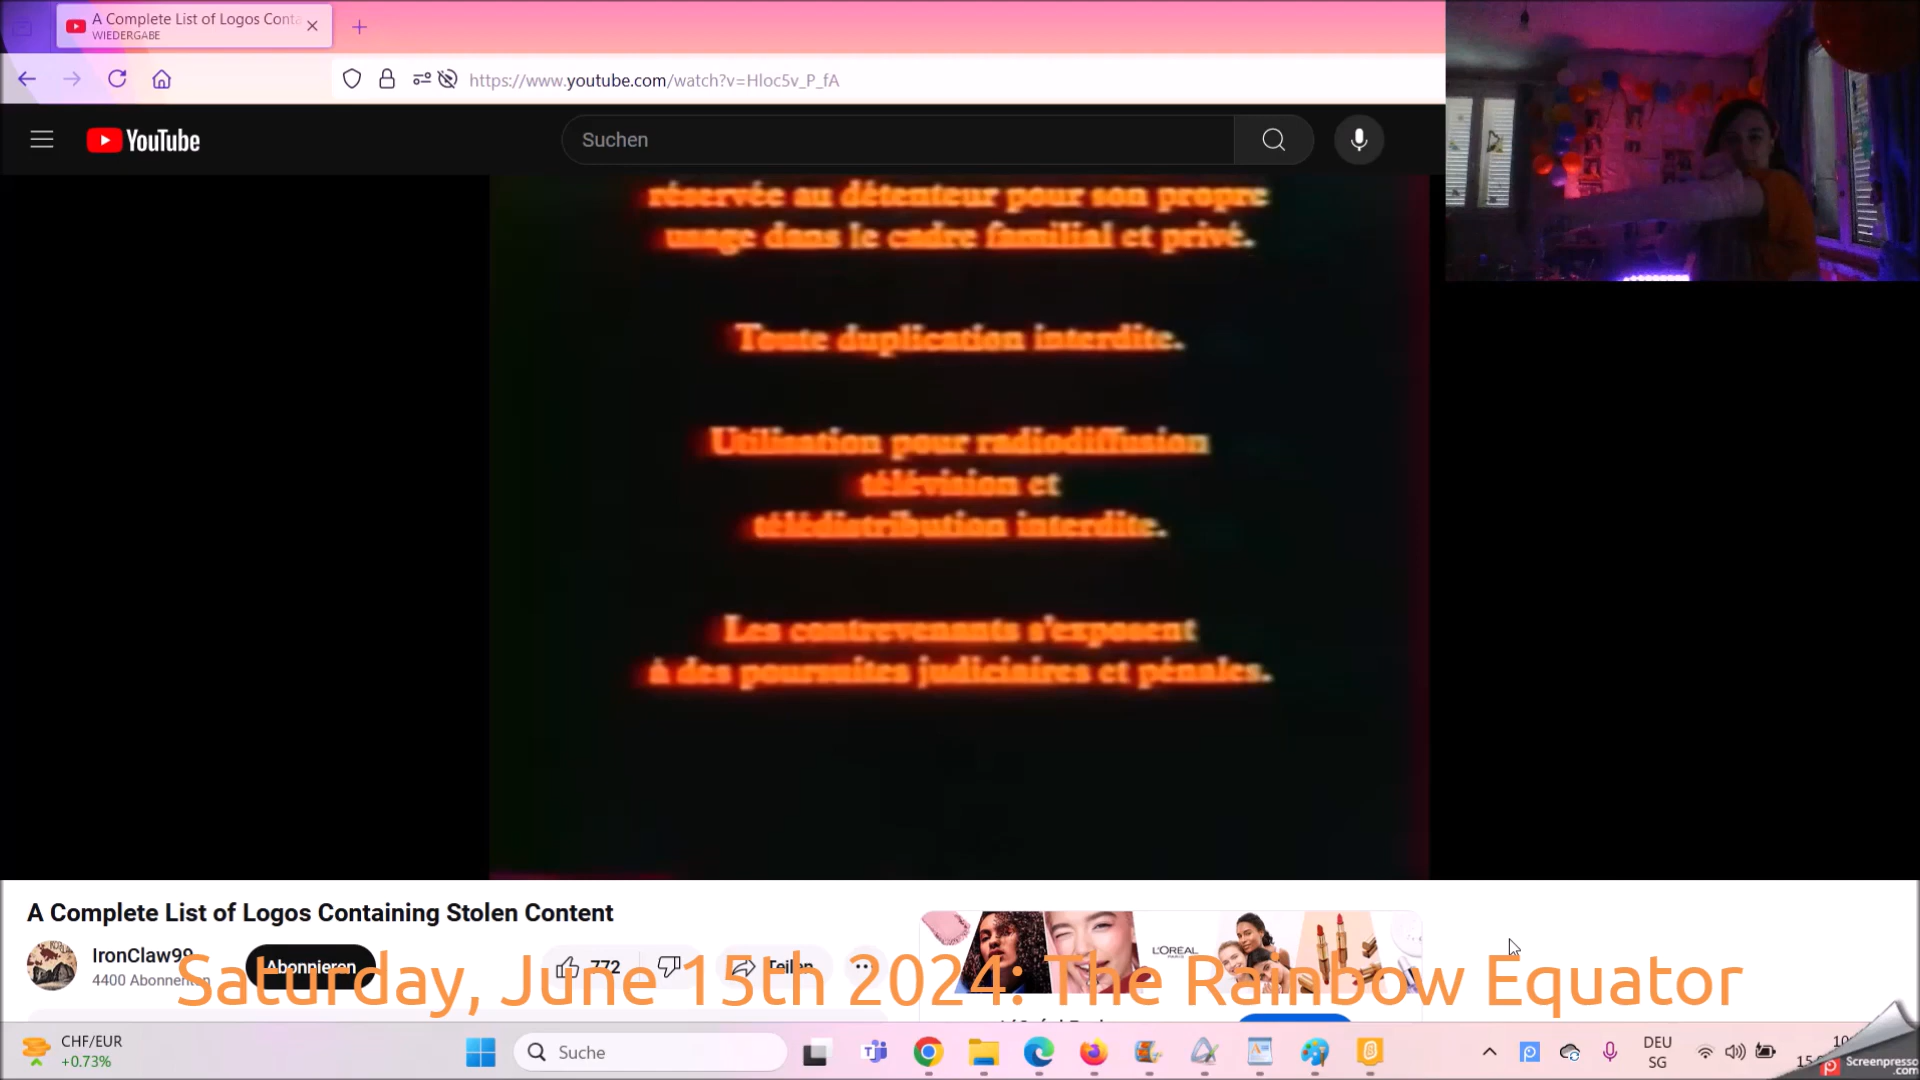 A Complete List of Logos Conta
WIEDERGABE
https://www.youtube.com/watch?v=Hloc5v_P_fA
YouTube
Suchen
réservée au détenteur pour son propre
usage dans le cadre familial et privé.
Toute duplication interdite.
Utilisation pour radiodiffusion
télévision et
télédistribution interdite.
Les contrevenants s'exposent
à des poursuites judiciaires et pénales.
A Complete List of Logos Containing Stolen Content
IronClaw99
4400 Abonnenten
Abonnieren
772
Teilen
L'ORÉAL
PARIS
Saturday, June 15th 2024: The Rainbow Equator
CHF/EUR
+0.73%
Suche
DEU
SG
Screenpresso
.com